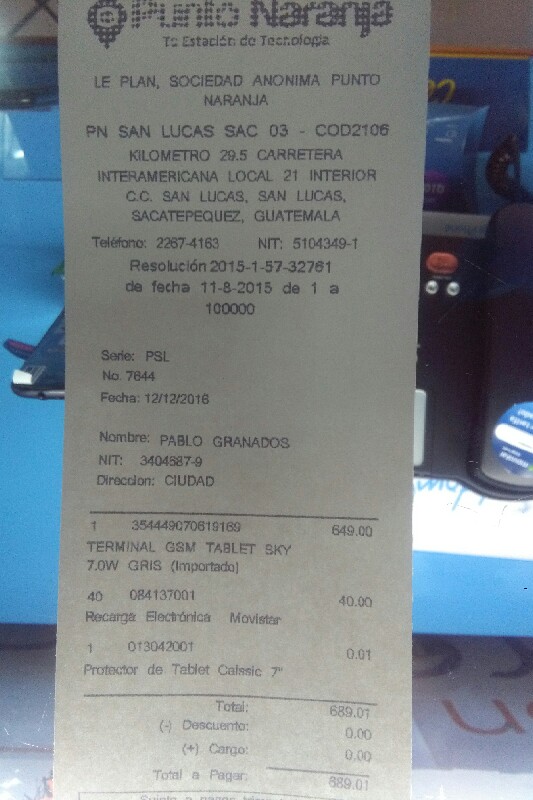 Punto Naranja
Tu Estación de Tecnología
LE PLAN, SOCIEDAD ANONIMA PUNTO
NARANJA
PN SAN LUCAS SAC 03 - COD2106
KILOMETRO 29.5 CARRETERA
INTERAMERICANA LOCAL 21 INTERIOR
C.C. SAN LUCAS, SAN LUCAS,
SACATEPEQUEZ, GUATEMALA
Teléfono: 2267-4163 NIT: 5104349-1
Resolución 2015-1-57-32761
de fecha 11-8-2015 de 1 a
100000
Serie: PSL
No. 7644
Fecha: 12/12/2016
Nombre: PABLO GRANADOS
NIT: 3404687-9
Direccion: CIUDAD
1 354449070619169 649.00
TERMINAL GSM TABLET SKY
7.0W GRIS (Importado)
40 084137001 40.00
Recarga Electrónica Movistar
1 013042001 0.01
Protector de Tablet Calssic 7"
Total: 689.01
(-) Descuento: 0.00
(+) Cargo: 0.00
Total a Pagar: 689.01
Sujeto a pagos